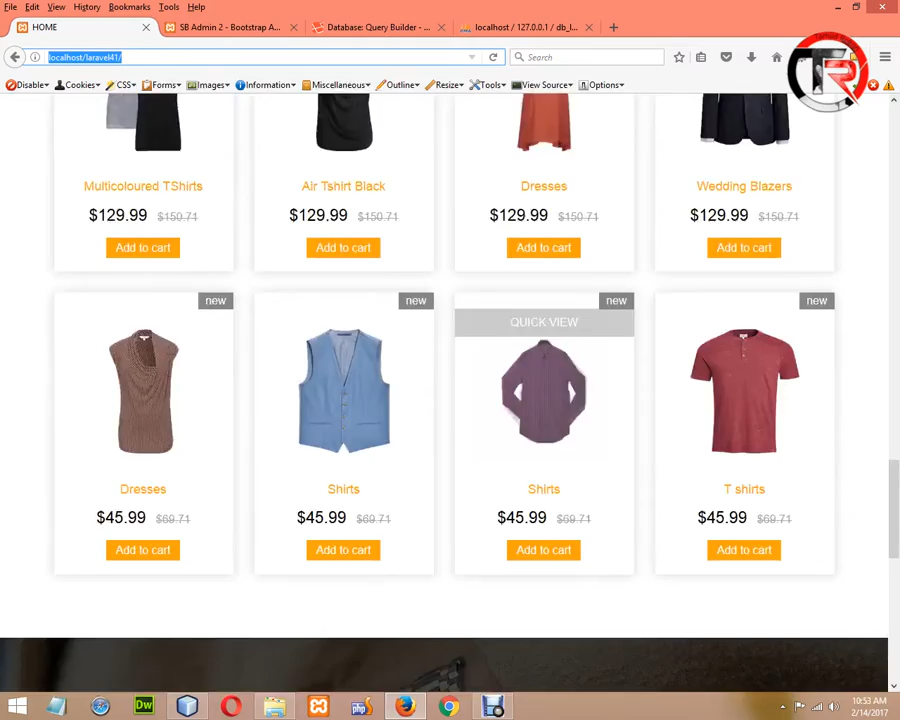 File Edit View History Bookmarks Tools Help
HOME SB Admin 2 - Bootstrap A... Database: Query Builder - ... localhost / 127.0.0.1 / db_l...
localhost/laravel41/ Search
Disable Cookies CSS Forms Images Information Miscellaneous Outline Resize Tools View Source Options
Multicoloured TShirts Air Tshirt Black Dresses Wedding Blazers
$129.99 $150.71 $129.99 $150.71 $129.99 $150.71 $129.99 $150.71
Add to cart Add to cart Add to cart Add to cart
new new new new
QUICK VIEW
Dresses Shirts Shirts T shirts
$45.99 $69.71 $45.99 $69.71 $45.99 $69.71 $45.99 $69.71
Add to cart Add to cart Add to cart Add to cart
Dw php
10:53 AM
2/14/2017